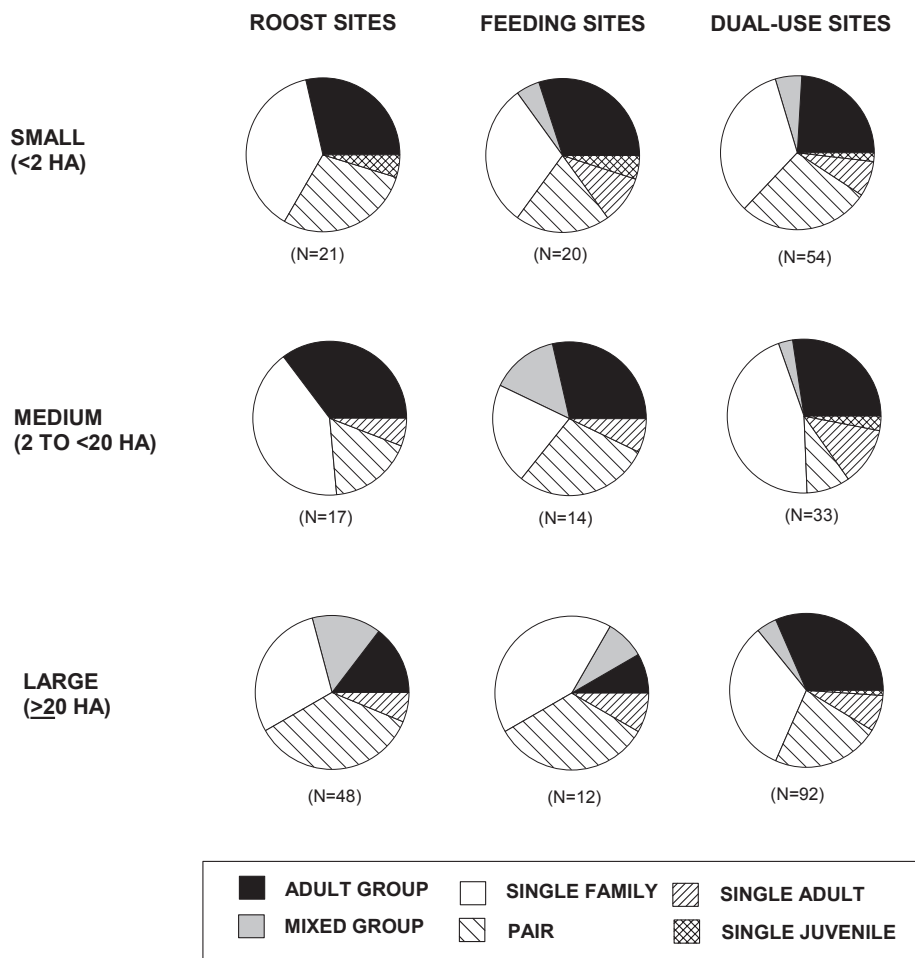 ROOST SITES FEEDING SITES DUAL-USE SITES
SMALL
(<2 HA)
(N=21) (N=20) (N=54)
MEDIUM
(2 TO <20 HA)
(N=17) (N=14) (N=33)
LARGE
(>20 HA)
(N=48) (N=12) (N=92)
ADULT GROUP SINGLE FAMILY SINGLE ADULT
MIXED GROUP PAIR SINGLE JUVENILE